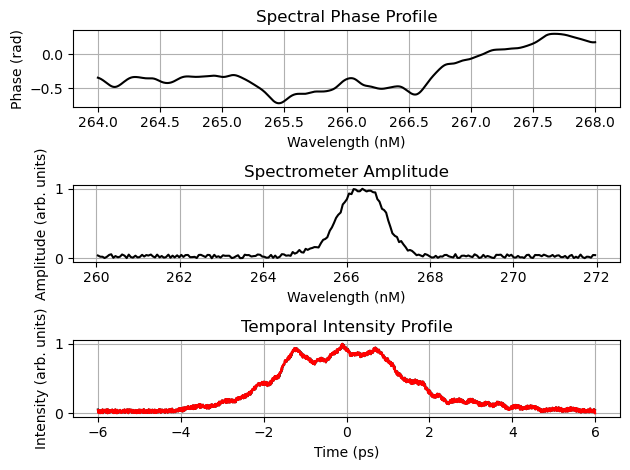 Spectral Phase Profile
Phase (rad)
0.0
−0.5
264.0 264.5 265.0 265.5 266.0 266.5 267.0 267.5 268.0
Wavelength (nM)
Spectrometer Amplitude
Amplitude (arb. units)
1
0
260 262 264 266 268 270 272
Wavelength (nM)
Temporal Intensity Profile
Intensity (arb. units)
1
0
−6 −4 −2 0 2 4 6
Time (ps)